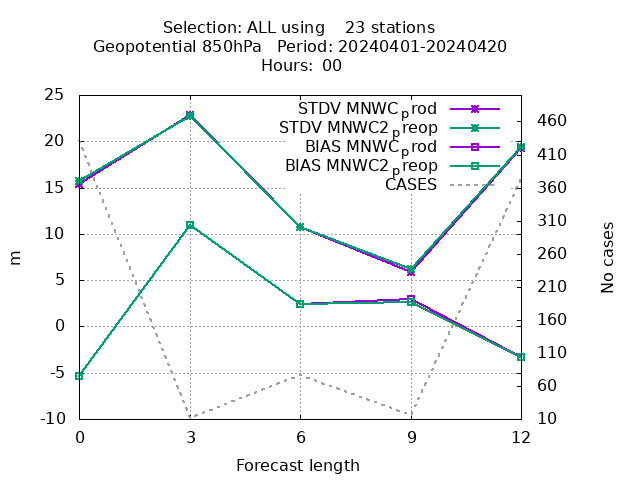 Selection: ALL using    23 stations
Geopotential 850hPa   Period: 20240401-20240420
Hours: 00
STDV MNWC_prod
STDV MNWC2_preop
BIAS MNWC_prod
BIAS MNWC2_preop
CASES
25
20
15
10
5
0
-5
-10
m
460
410
360
310
260
210
160
110
60
10
No cases
0 3 6 9 12
Forecast length